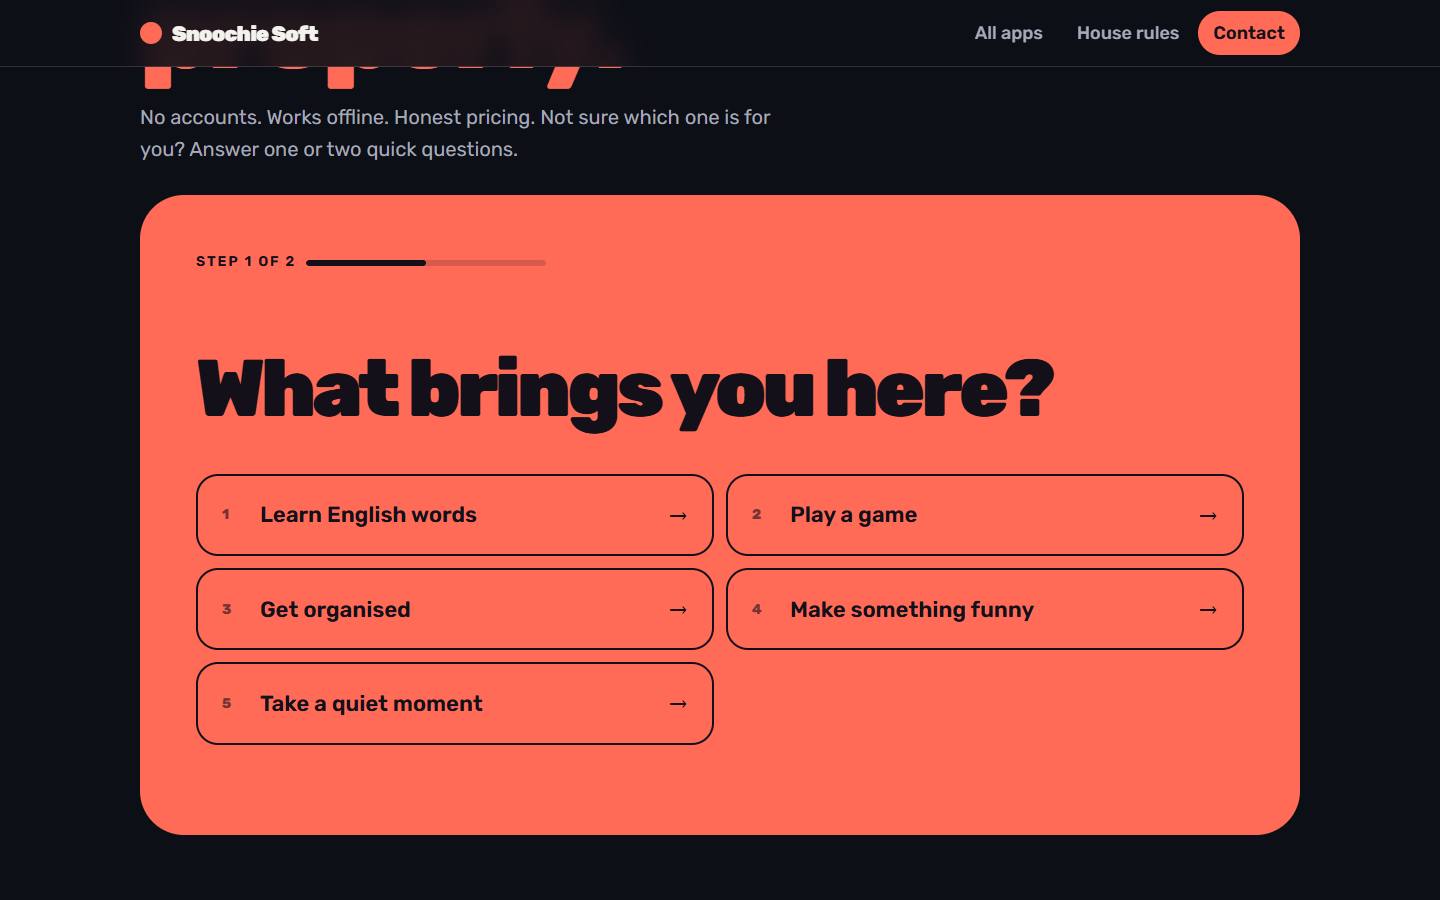 Snoochie Soft
All apps
House rules
Contact
No accounts. Works offline. Honest pricing. Not sure which one is for
you? Answer one or two quick questions.
STEP 1 OF 2
What brings you here?
1 Learn English words →
2 Play a game →
3 Get organised →
4 Make something funny →
5 Take a quiet moment →